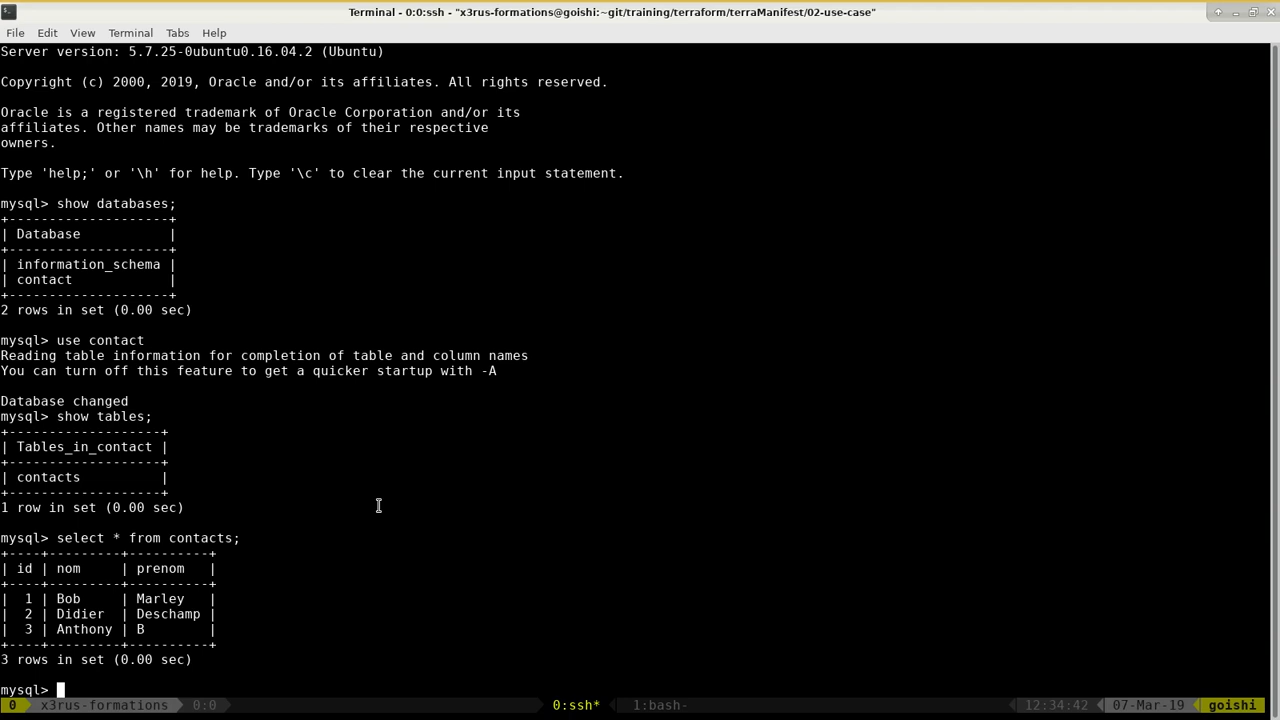 Terminal - 0:0:ssh - "x3rus-formations@goishi:~git/training/terraform/terraManifest/02-use-case"
File Edit View Terminal Tabs Help
Server version: 5.7.25-0ubuntu0.16.04.2 (Ubuntu)
Copyright (c) 2000, 2019, Oracle and/or its affiliates. All rights reserved.
Oracle is a registered trademark of Oracle Corporation and/or its
affiliates. Other names may be trademarks of their respective
owners.
Type 'help;' or '\h' for help. Type '\c' to clear the current input statement.
mysql> show databases;
+--------------------+
| Database           |
+--------------------+
| information_schema |
| contact            |
+--------------------+
2 rows in set (0.00 sec)
mysql> use contact
Reading table information for completion of table and column names
You can turn off this feature to get a quicker startup with -A
Database changed
mysql> show tables;
+-------------------+
| Tables_in_contact |
+-------------------+
| contacts          |
+-------------------+
1 row in set (0.00 sec)
mysql> select * from contacts;
+----+---------+----------+
| id | nom     | prenom   |
+----+---------+----------+
|  1 | Bob     | Marley   |
|  2 | Didier  | Deschamp |
|  3 | Anthony | B        |
+----+---------+----------+
3 rows in set (0.00 sec)
mysql>
0 x3rus-formations 0:0 0:ssh* 1:bash- 12:34:42 07-Mar-19 goishi